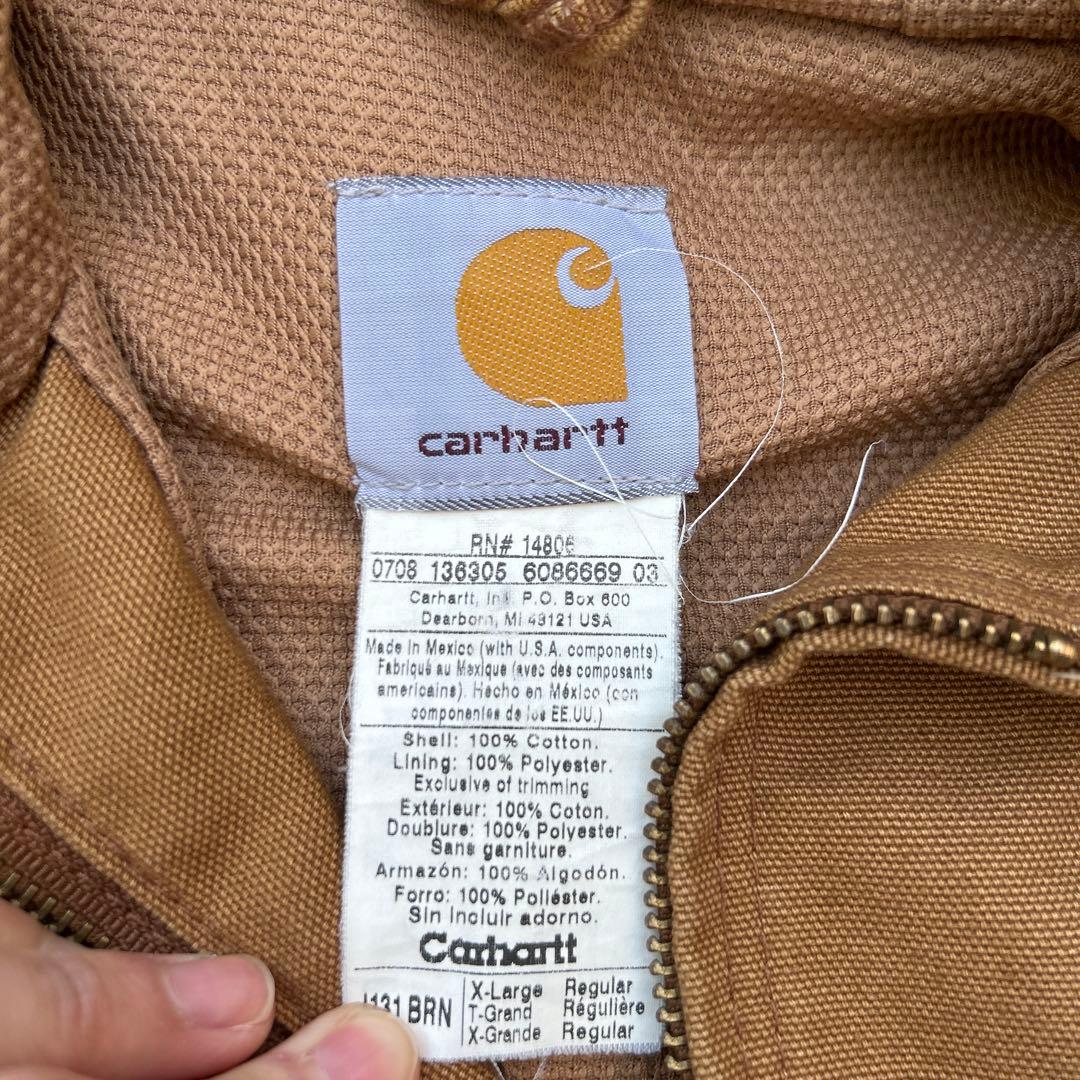 carhartt
RN# 14806
0708 136305 6086669 03
Carhartt, Inc. P.O. Box 600
Dearborn, MI 48121 USA
Made in Mexico (with U.S.A. components).
Fabriqué au Mexique (avec des composants
americains). Hecho en México (con
componentes de los EE.UU.)
Shell: 100% Cotton.
Lining: 100% Polyester.
Exclusive of trimming
Extérieur: 100% Coton.
Doublure: 100% Polyester.
Sans garniture.
Armazón: 100% Algodón.
Forro: 100% Poliéster.
Sin incluir adorno.
Carhartt
J131 BRN
X-Large Regular
T-Grand Régulière
X-Grande Regular